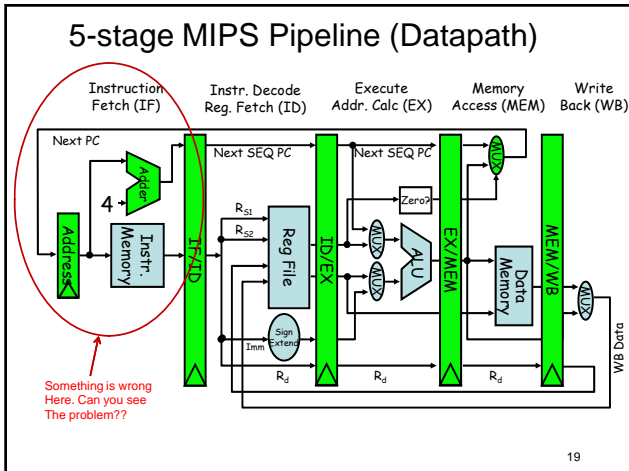 5-stage MIPS Pipeline (Datapath)
Instruction
Fetch (IF)
Instr. Decode
Reg. Fetch (ID)
Execute
Addr. Calc (EX)
Memory
Access (MEM)
Write
Back (WB)
Next PC
Next SEQ PC
Next SEQ PC
MUX
Adder
4
Zero?
Address
Instr.
Memory
IF/ID
RS1
RS2
Reg File
ID/EX
MUX
MUX
ALU
EX/MEM
Data
Memory
MEM/WB
MUX
Imm
Sign
Extend
Rd
Rd
Rd
WB Data
Something is wrong
Here. Can you see
The problem??
19